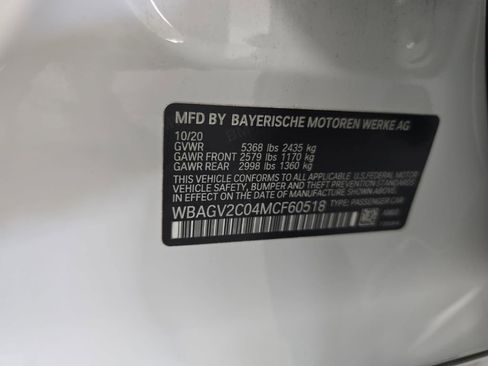 MFD BY BAYERISCHE MOTOREN WERKE AG
10/20
GVWR 5368 lbs 2435 kg
GAWR FRONT 2579 lbs 1170 kg
GAWR REAR 2998 lbs 1360 kg
THIS VEHICLE CONFORMS TO ALL APPLICABLE U.S.FEDERAL MOTOR
VEHICLE SAFETY, BUMPER, AND THEFT PREVENTION STANDARDS
IN EFFECT ON THE DATE OF MANUFACTURE SHOWN ABOVE.
WBAGV2C04MCF60518 TYPE: PASSENGER CAR